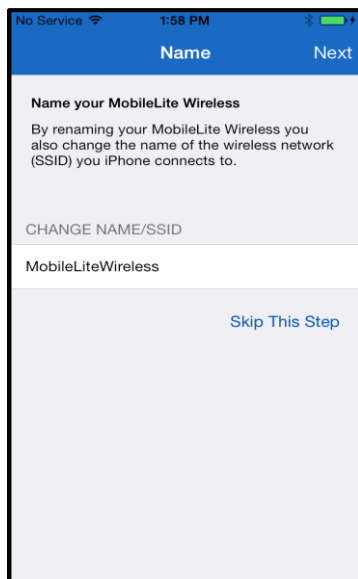 No Service 1:58 PM
Name Next
Name your MobileLite Wireless
By renaming your MobileLite Wireless you
also change the name of the wireless network
(SSID) you iPhone connects to.
CHANGE NAME/SSID
MobileLiteWireless
Skip This Step